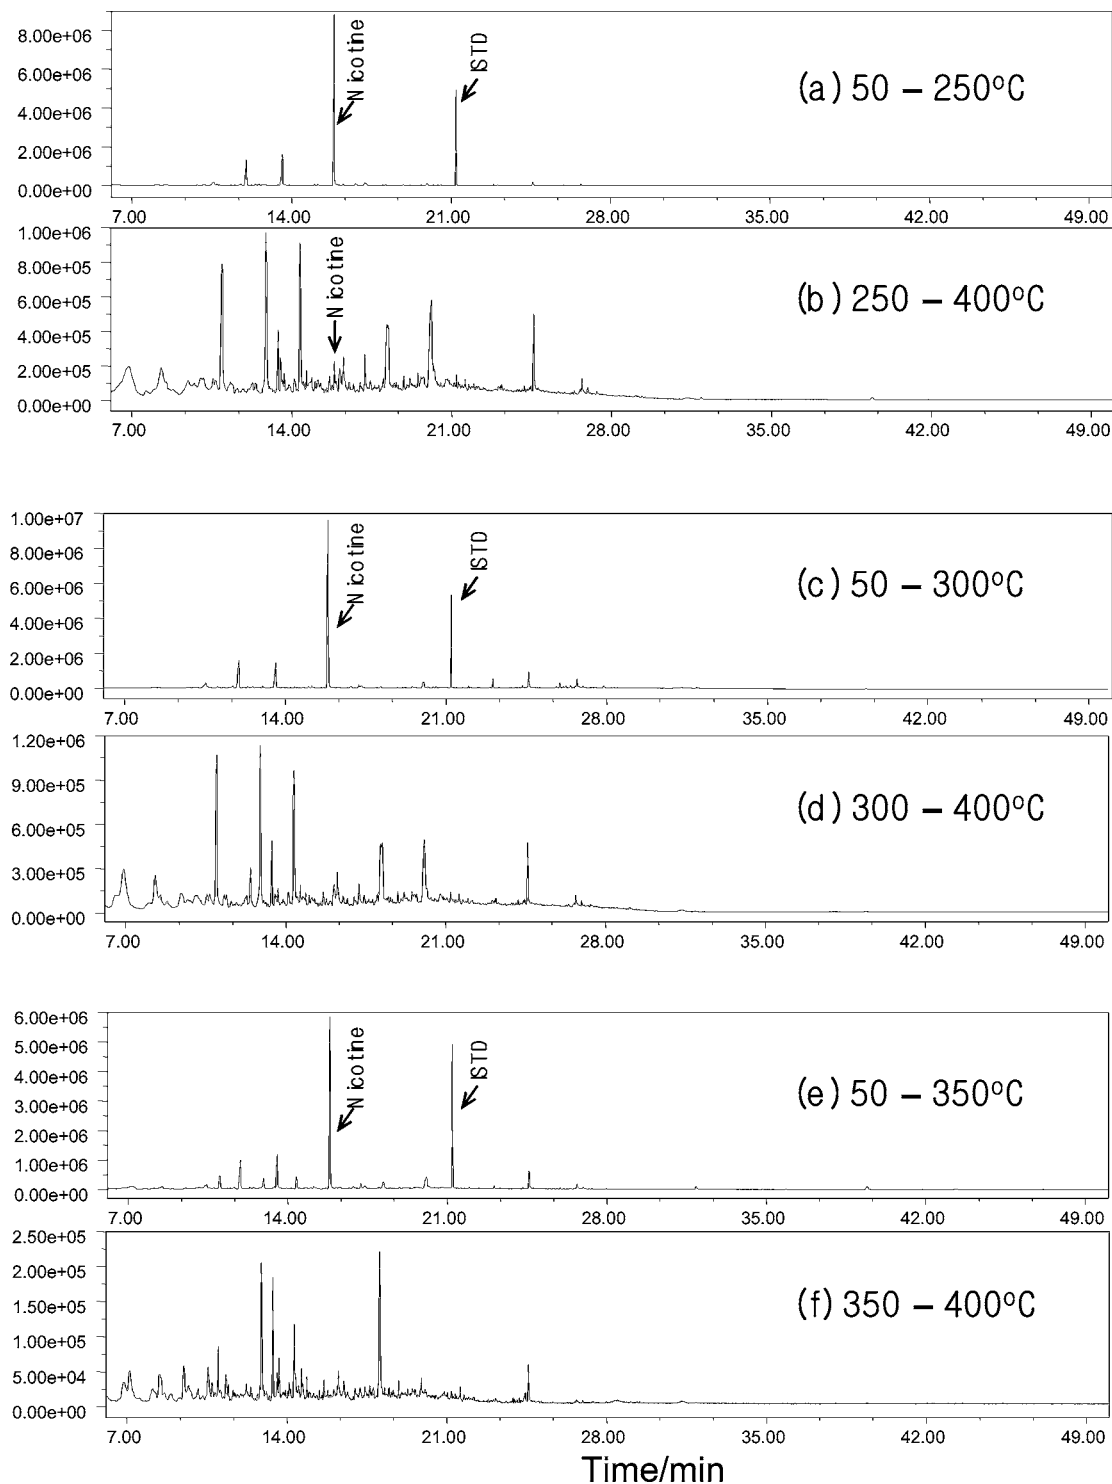 8.00e+06
6.00e+06
4.00e+06
2.00e+06
0.00e+00
Nicotine
ISTD
(a) 50 – 250ºC
7.00 14.00 21.00 28.00 35.00 42.00 49.00
1.00e+06
8.00e+05
6.00e+05
4.00e+05
2.00e+05
0.00e+00
Nicotine
(b) 250 – 400ºC
7.00 14.00 21.00 28.00 35.00 42.00 49.00
1.00e+07
8.00e+06
6.00e+06
4.00e+06
2.00e+06
0.00e+00
Nicotine
ISTD
(c) 50 – 300ºC
7.00 14.00 21.00 28.00 35.00 42.00 49.00
1.20e+06
9.00e+05
6.00e+05
3.00e+05
0.00e+00
(d) 300 – 400ºC
7.00 14.00 21.00 28.00 35.00 42.00 49.00
6.00e+06
5.00e+06
4.00e+06
3.00e+06
2.00e+06
1.00e+06
0.00e+00
Nicotine
ISTD
(e) 50 – 350ºC
7.00 14.00 21.00 28.00 35.00 42.00 49.00
2.50e+05
2.00e+05
1.50e+05
1.00e+05
5.00e+04
0.00e+00
(f) 350 – 400ºC
7.00 14.00 21.00 28.00 35.00 42.00 49.00
Time/min